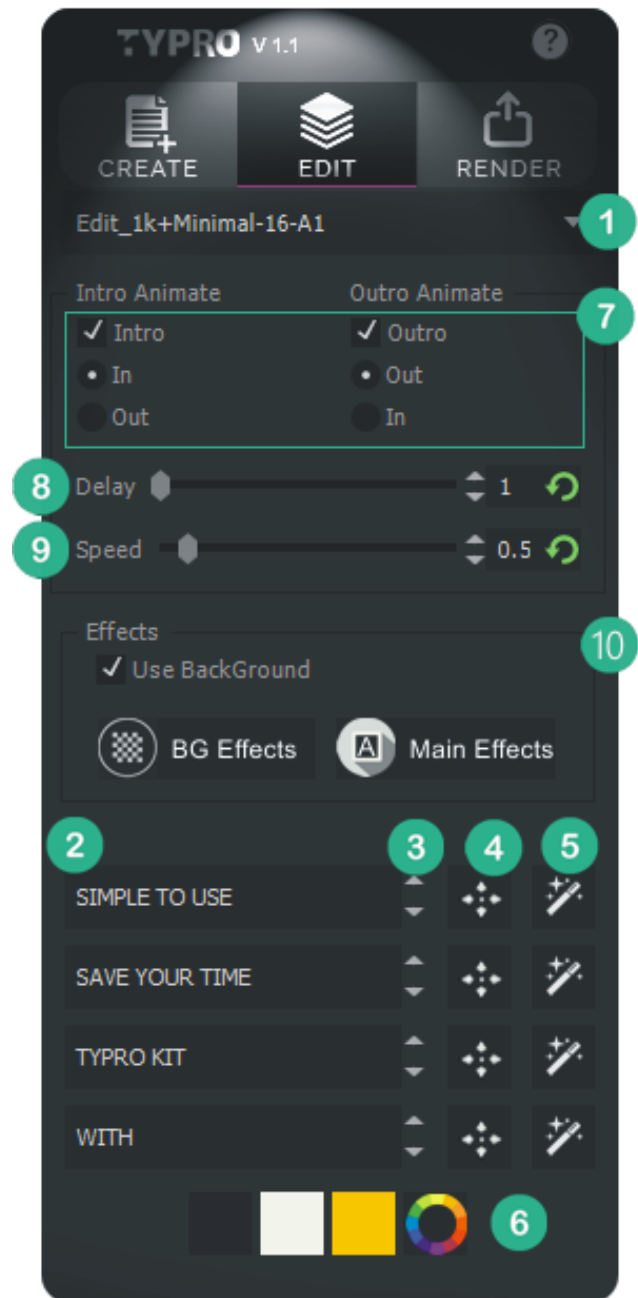 TYPRO V 1.1 ?
CREATE EDIT RENDER
Edit_1k+Minimal-16-A1 1
Intro Animate Outro Animate
7
Intro Outro
In Out
Out In
8 Delay 1
9 Speed 0.5
Effects 10
Use BackGround
BG Effects A Main Effects
2 3 4 5
SIMPLE TO USE
SAVE YOUR TIME
TYPRO KIT
WITH
6